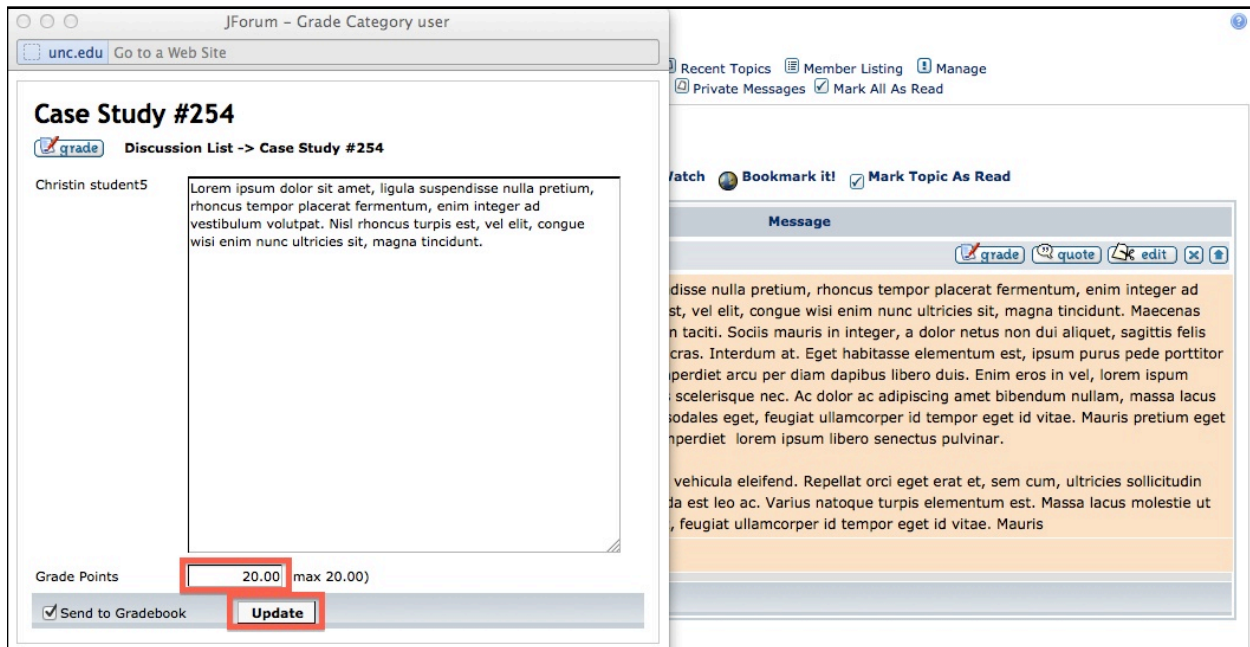 JForum – Grade Category user
unc.edu Go to a Web Site
Case Study #254
grade Discussion List -> Case Study #254
Christin student5
Lorem ipsum dolor sit amet, ligula suspendisse nulla pretium,
rhoncus tempor placerat fermentum, enim integer ad
vestibulum volutpat. Nisl rhoncus turpis est, vel elit, congue
wisi enim nunc ultricies sit, magna tincidunt.
Grade Points 20.00 max 20.00)
Send to Gradebook Update
Recent Topics Member Listing Manage
Private Messages Mark All As Read
Bookmark it! Mark Topic As Read
Message
grade quote edit
disse nulla pretium, rhoncus tempor placerat fermentum, enim integer ad
st, vel elit, congue wisi enim nunc ultricies sit, magna tincidunt. Maecenas
taciti. Sociis mauris in integer, a dolor netus non dui aliquet, sagittis felis
cras. Interdum at. Eget habitasse elementum est, ipsum purus pede porttitor
perdiet arcu per diam dapibus libero duis. Enim eros in vel, lorem ispum
scelerisque nec. Ac dolor ac adipiscing amet bibendum nullam, massa lacus
sodales eget, feugiat ullamcorper id tempor eget id vitae. Mauris pretium eget
nperdiet lorem ipsum libero senectus pulvinar.
vehicula eleifend. Repellat orci eget erat et, sem cum, ultricies sollicitudin
da est leo ac. Varius natoque turpis elementum est. Massa lacus molestie ut
, feugiat ullamcorper id tempor eget id vitae. Mauris